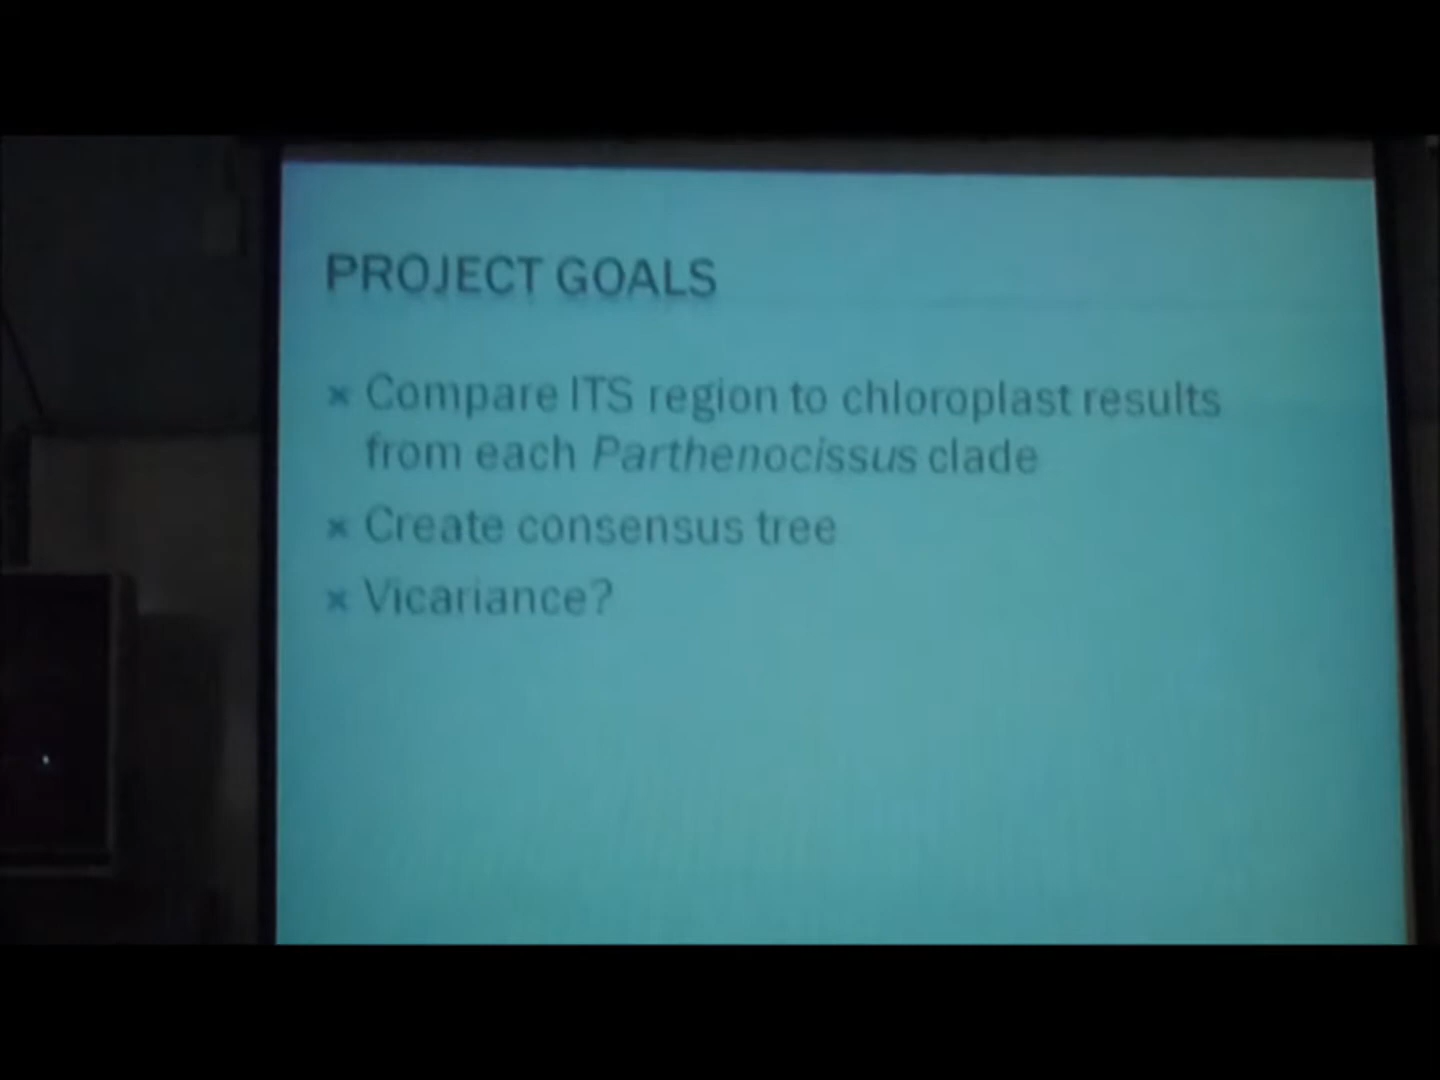 PROJECT GOALS
× Compare ITS region to chloroplast results
from each Parthenocissus clade
× Create consensus tree
× Vicariance?